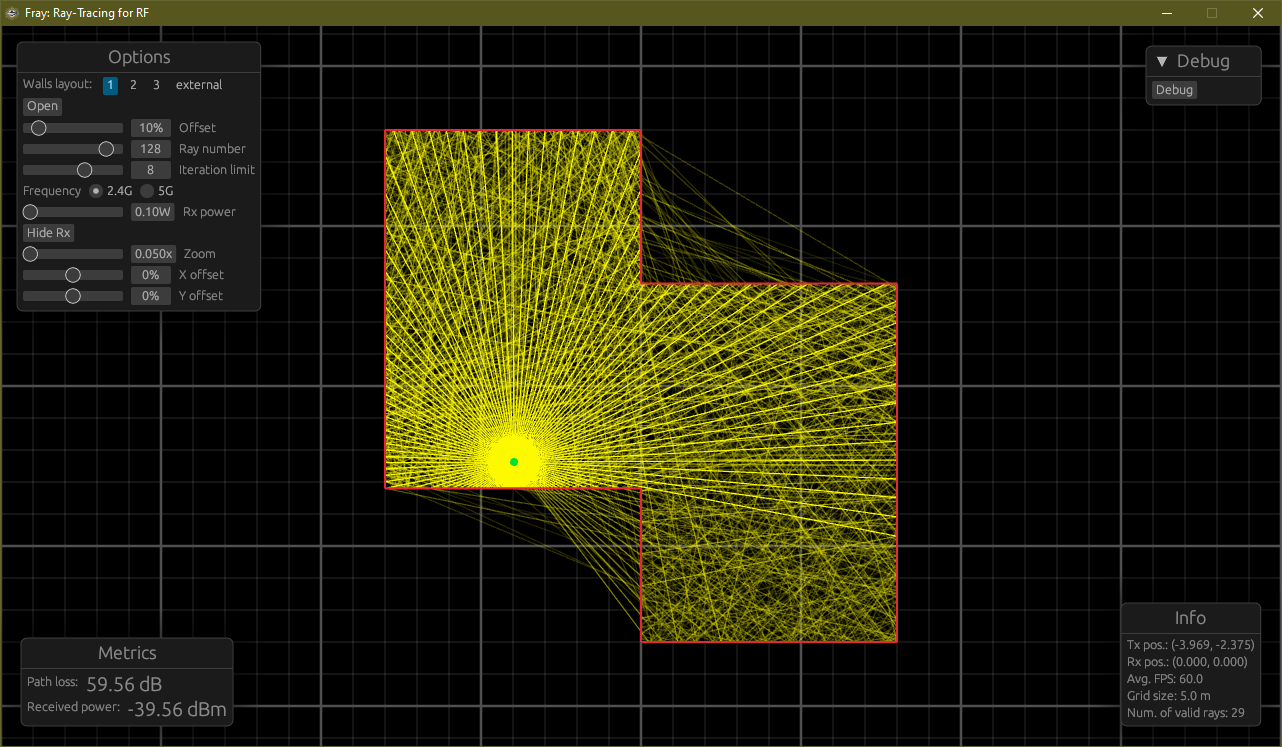 Fray: Ray-Tracing for RF
Options
Walls layout: 1 2 3 external
Open
10% Offset
128 Ray number
8 Iteration limit
Frequency 2.4G 5G
0.10W Rx power
Hide Rx
0.050x Zoom
0% X offset
0% Y offset
▼ Debug
Debug
Metrics
Path loss: 59.56 dB
Received power: -39.56 dBm
Info
Tx pos.: (-3.969, -2.375)
Rx pos.: (0.000, 0.000)
Avg. FPS: 60.0
Grid size: 5.0 m
Num. of valid rays: 29